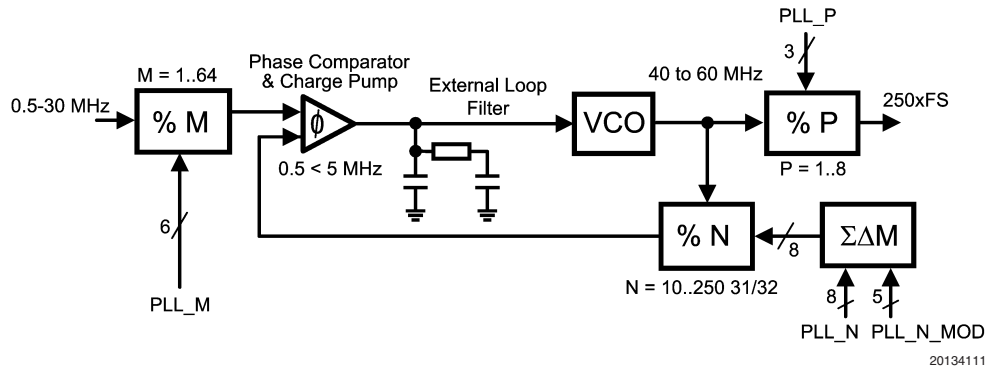 PLL_P
3
Phase Comparator
& Charge Pump
M = 1..64
External Loop
Filter
40 to 60 MHz
0.5-30 MHz
% M
ϕ
VCO
% P
250xFS
0.5 < 5 MHz
P = 1..8
6
% N
8
ΣΔM
N = 10..250 31/32
PLL_M
8
5
PLL_N
PLL_N_MOD
20134111